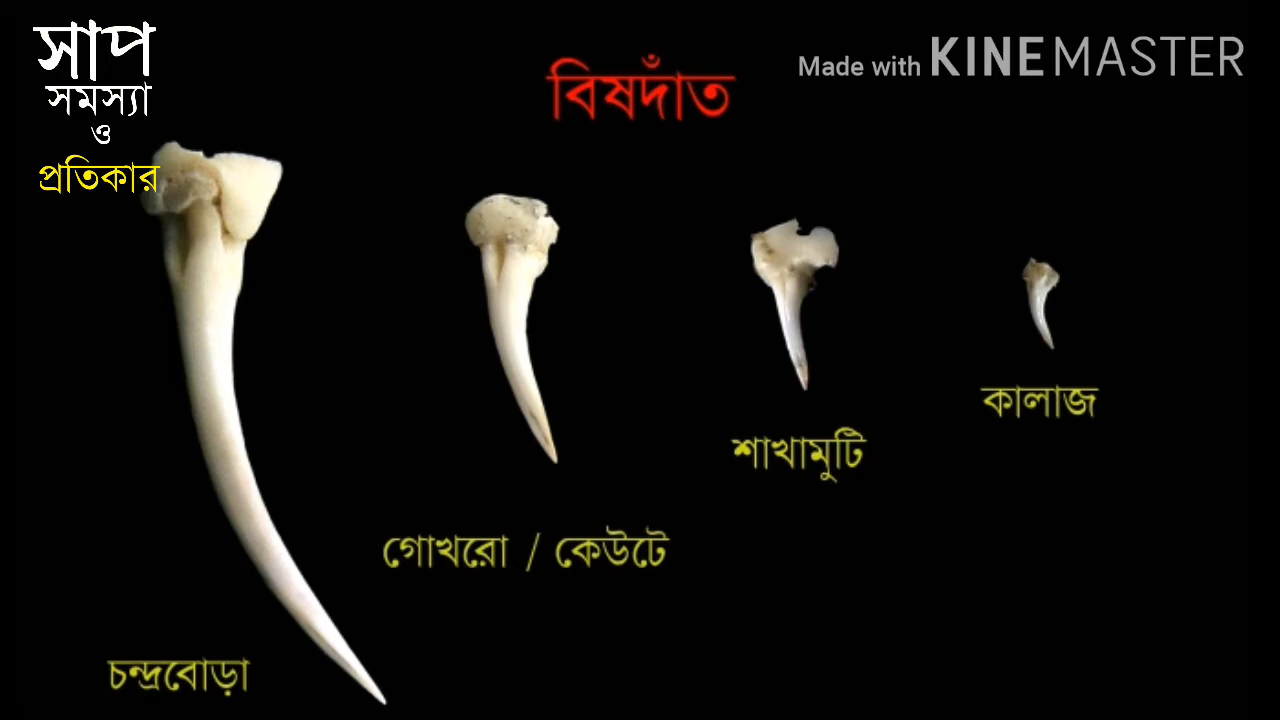 সাপ
সমস্যা
ও
প্রতিকার
বিষদাঁত
Made with KINEMASTER
কালাজ
শাখামুটি
গোখরো / কেউটে
চন্দ্রবোড়া